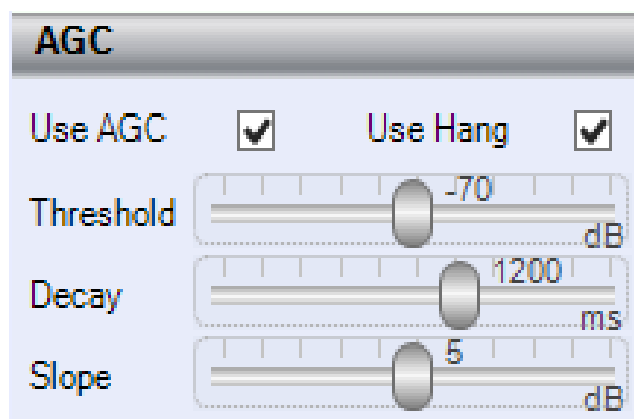 AGC
Use AGC Use Hang
Threshold -70 dB
Decay 1200 ms
Slope 5 dB